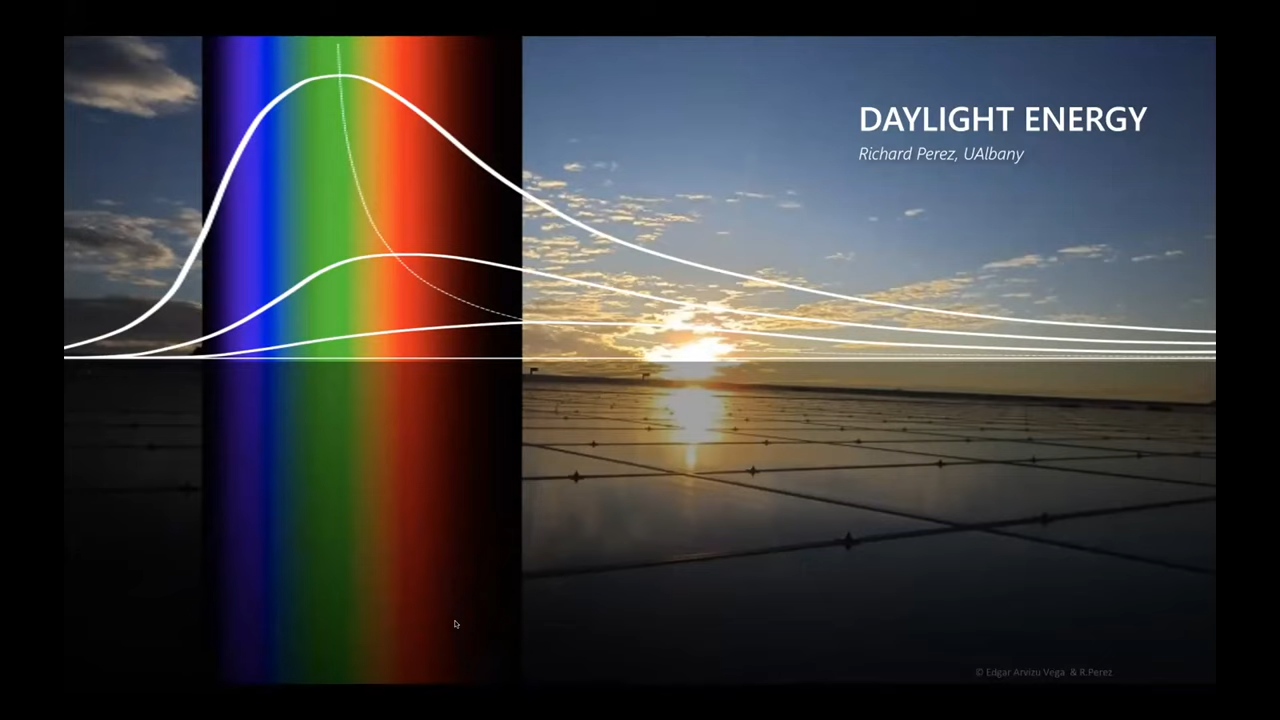 DAYLIGHT ENERGY
Richard Perez, UAlbany
© Edgar Arvizu Vega & R.Perez